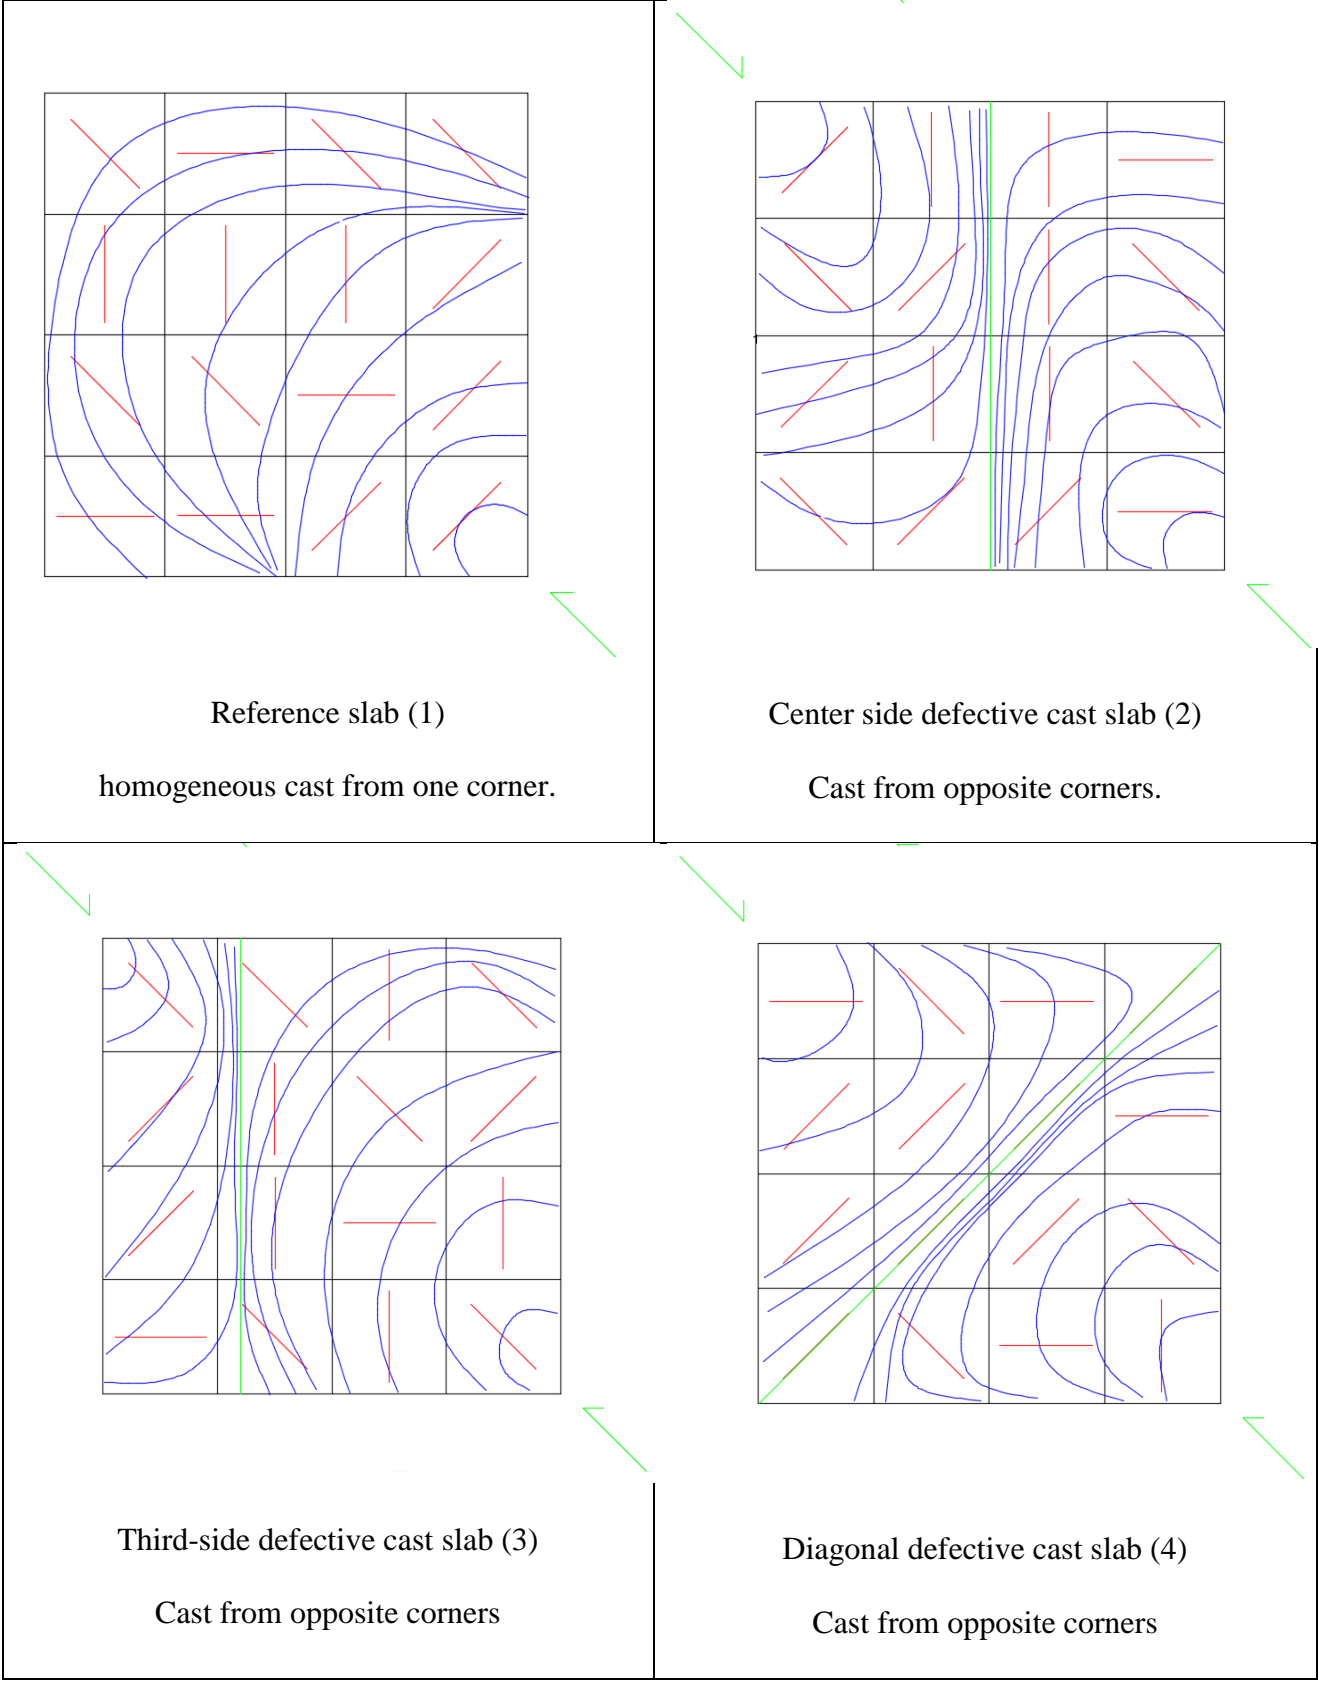 Reference slab (1)
homogeneous cast from one corner.
Center side defective cast slab (2)
Cast from opposite corners.
Third-side defective cast slab (3)
Cast from opposite corners
Diagonal defective cast slab (4)
Cast from opposite corners